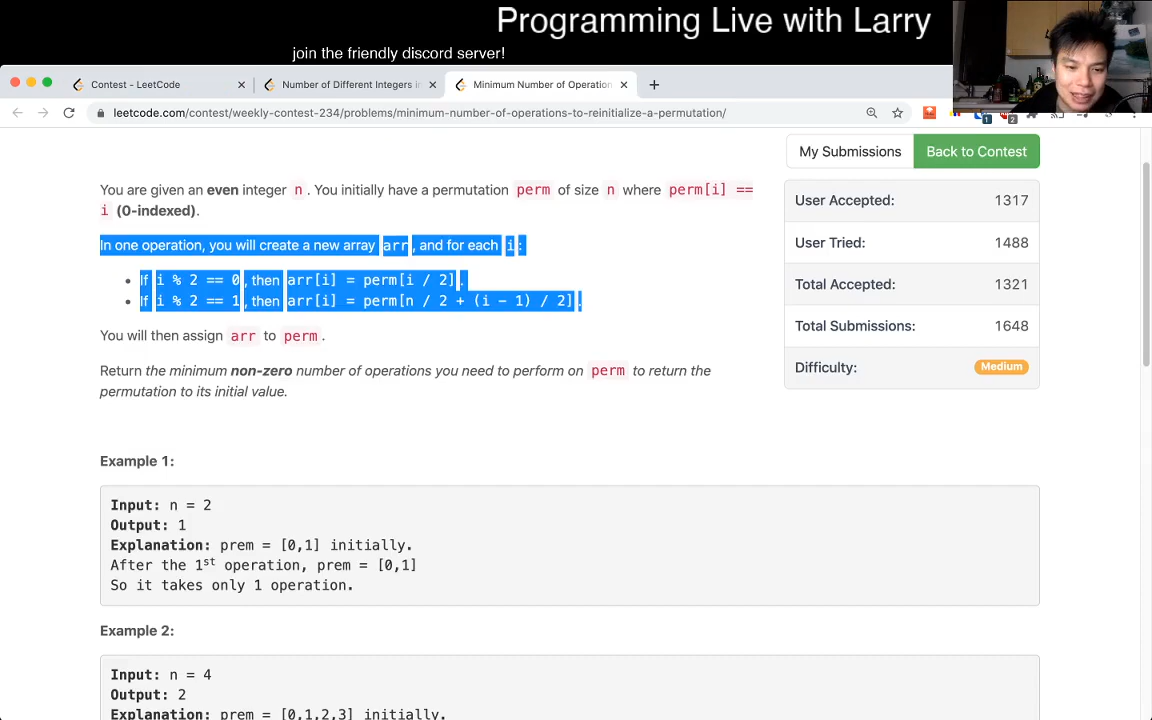 Programming Live with Larry
join the friendly discord server!
Contest - LeetCode
Number of Different Integers i
Minimum Number of Operation
leetcode.com/contest/weekly-contest-234/problems/minimum-number-of-operations-to-reinitialize-a-permutation/
1
2
My Submissions
Back to Contest
You are given an even integer n. You initially have a permutation perm of size n where perm[i] ==
i (0-indexed).
In one operation, you will create a new array arr, and for each i:
• If i % 2 == 0, then arr[i] = perm[i / 2].
• If i % 2 == 1, then arr[i] = perm[n / 2 + (i - 1) / 2].
You will then assign arr to perm.
Return the minimum non-zero number of operations you need to perform on perm to return the
permutation to its initial value.
User Accepted: 1317
User Tried: 1488
Total Accepted: 1321
Total Submissions: 1648
Difficulty: Medium
Example 1:
Input: n = 2
Output: 1
Explanation: prem = [0,1] initially.
After the 1st operation, prem = [0,1]
So it takes only 1 operation.
Example 2:
Input: n = 4
Output: 2
Explanation: prem = [0,1,2,3] initially.